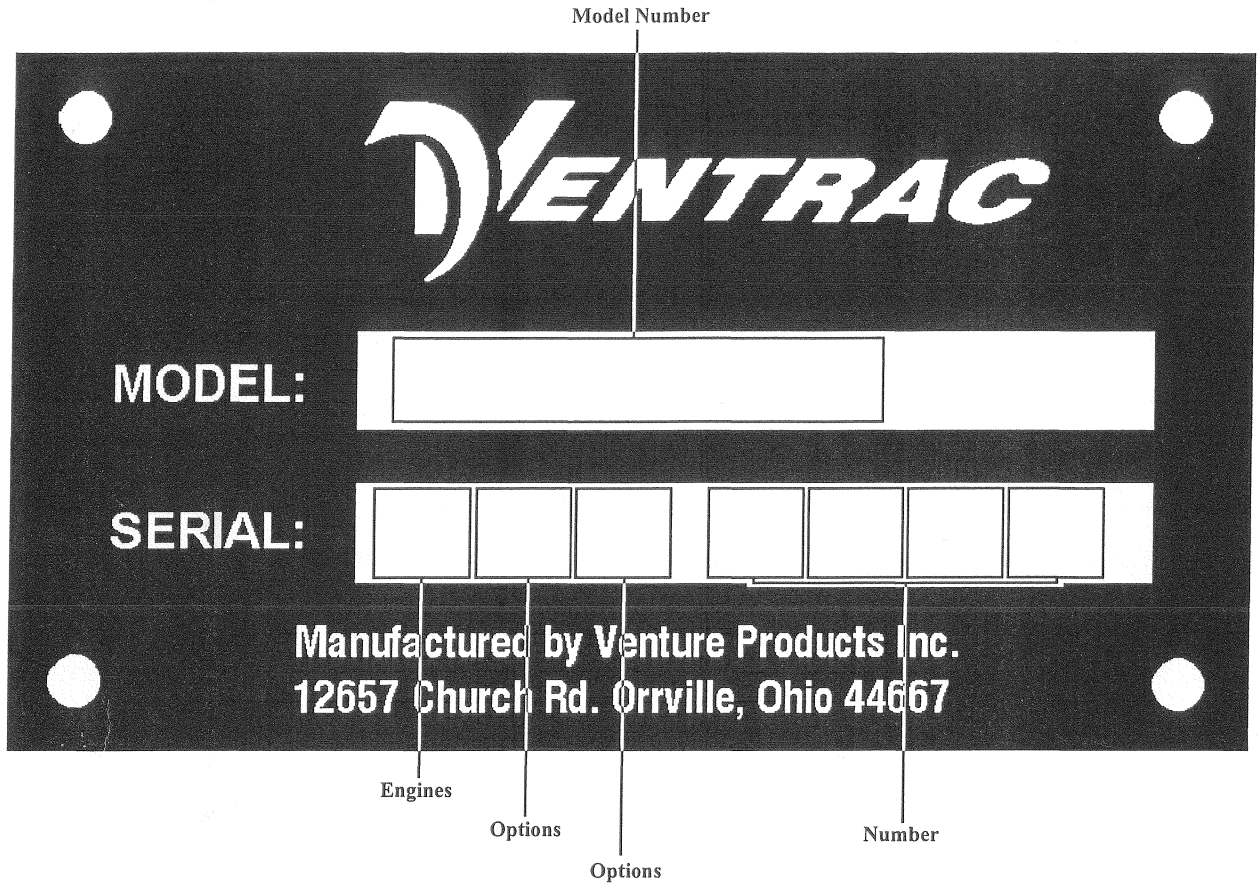 Model Number
VENTRAC
MODEL:
SERIAL:
Manufactured by Venture Products Inc.
12657 Church Rd. Orrville, Ohio 44667
Engines
Options
Number
Options